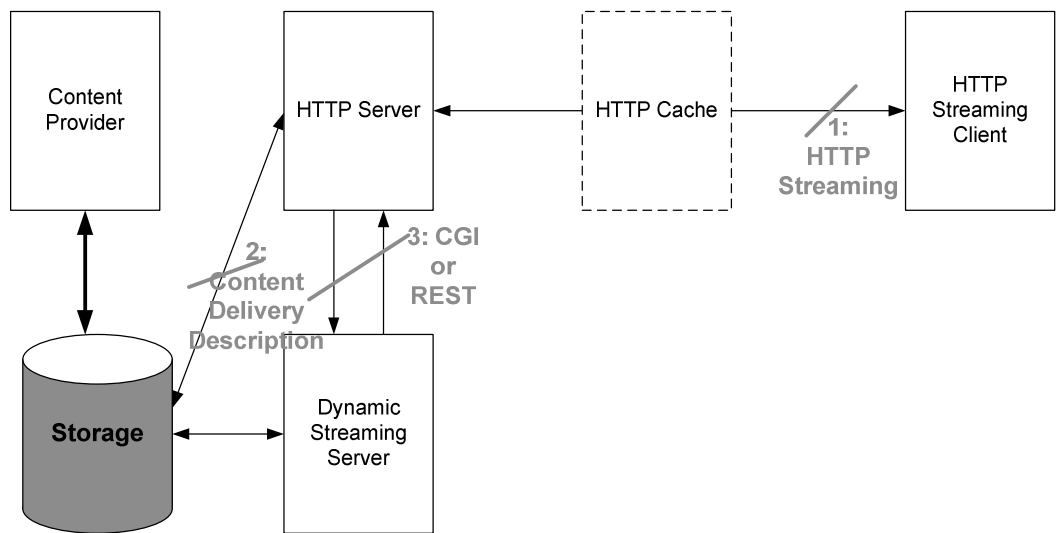 Content
Provider
HTTP Server
HTTP Cache
HTTP
Streaming
Client
1:
HTTP
Streaming
2:
Content
Delivery
Description
3: CGI
or
REST
Storage
Dynamic
Streaming
Server